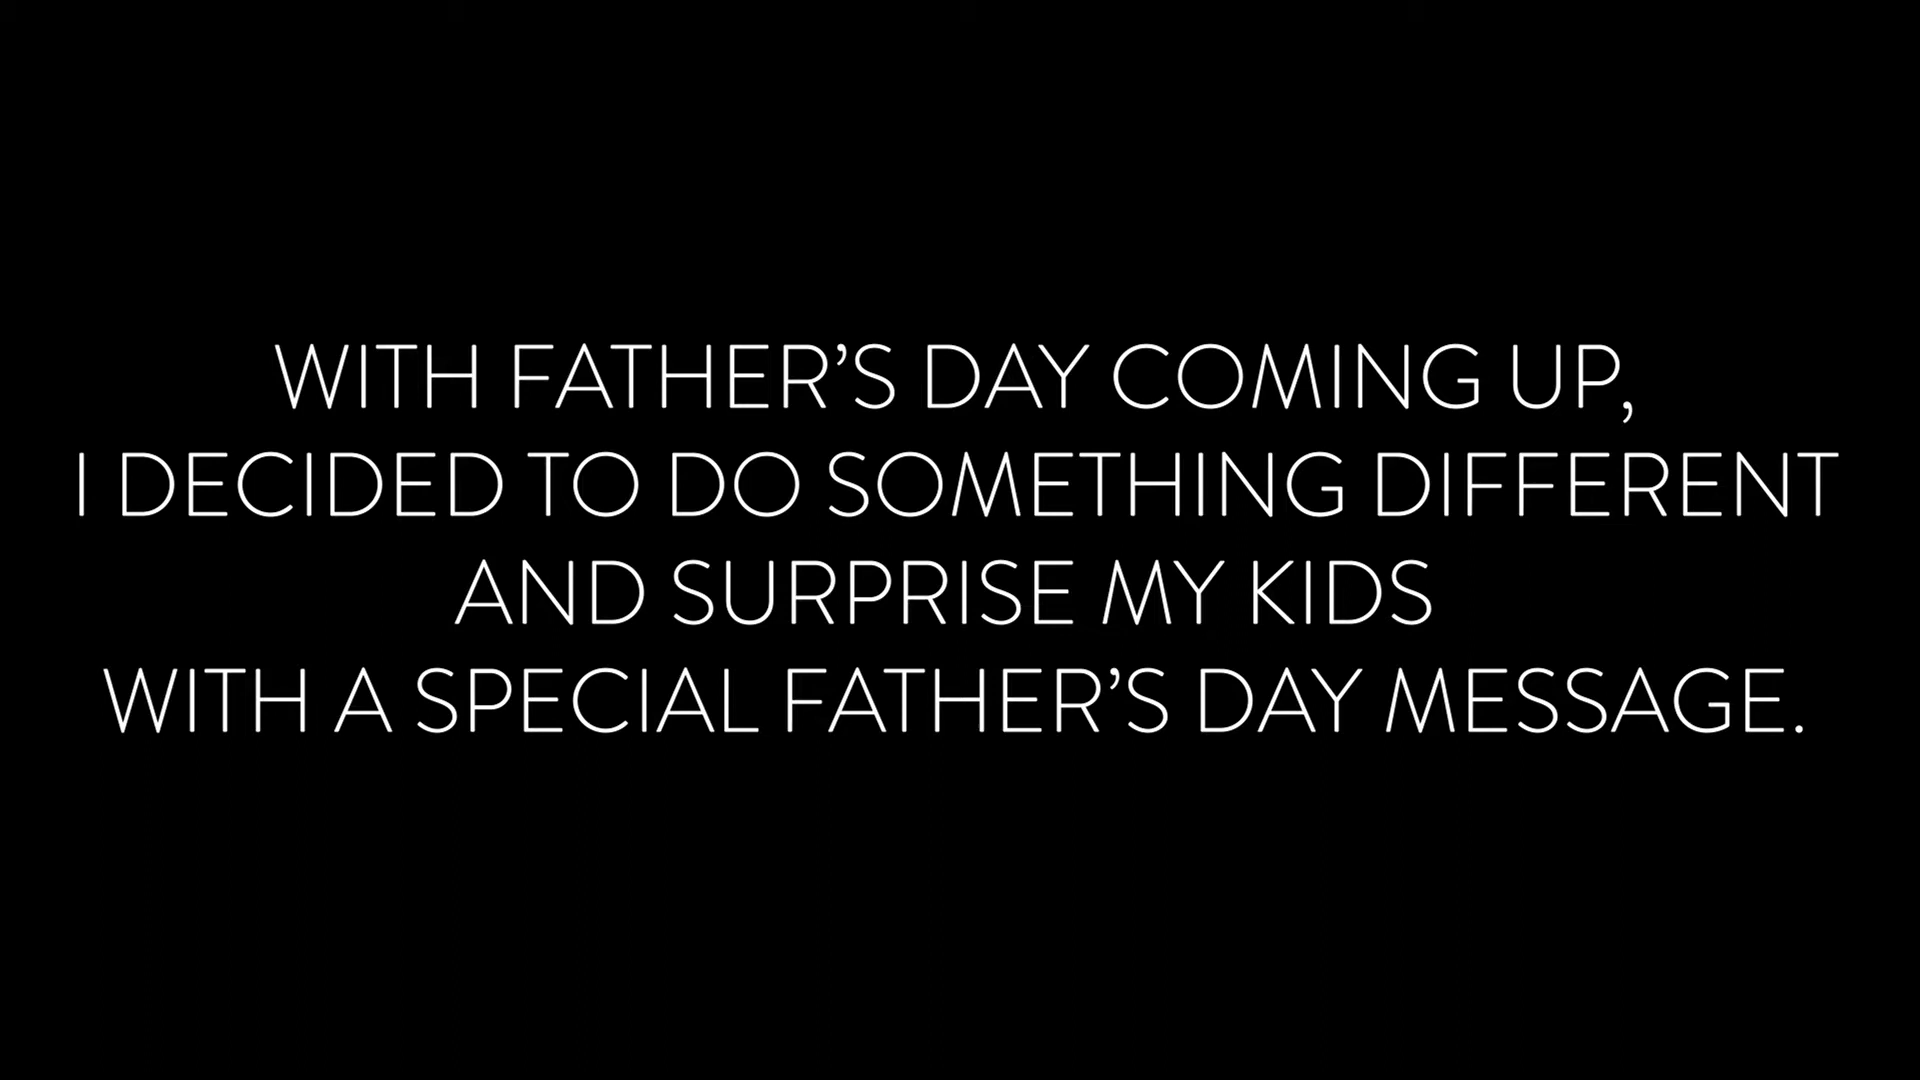 WITH FATHER’S DAY COMING UP,
I DECIDED TO DO SOMETHING DIFFERENT
AND SURPRISE MY KIDS
WITH A SPECIAL FATHER’S DAY MESSAGE.